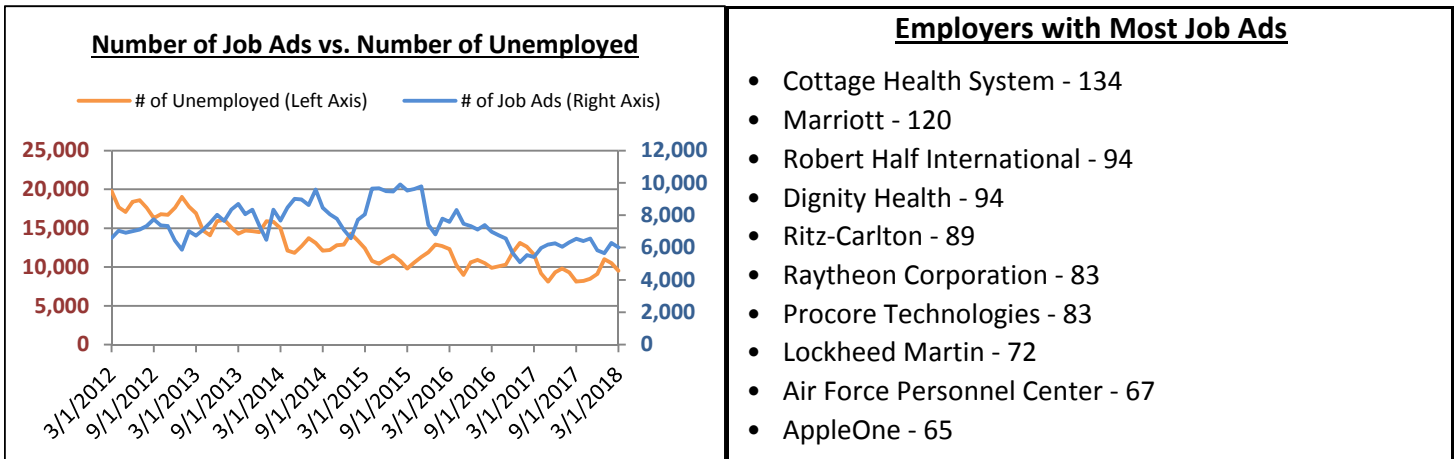 Number of Job Ads vs. Number of Unemployed
# of Unemployed (Left Axis) # of Job Ads (Right Axis)
25,000 12,000
20,000 10,000
15,000 8,000
10,000 6,000
5,000 4,000
0 2,000
0
3/1/2012
9/1/2012
3/1/2013
9/1/2013
3/1/2014
9/1/2014
3/1/2015
9/1/2015
3/1/2016
9/1/2016
3/1/2017
9/1/2017
3/1/2018
Employers with Most Job Ads
• Cottage Health System - 134
• Marriott - 120
• Robert Half International - 94
• Dignity Health - 94
• Ritz-Carlton - 89
• Raytheon Corporation - 83
• Procore Technologies - 83
• Lockheed Martin - 72
• Air Force Personnel Center - 67
• AppleOne - 65